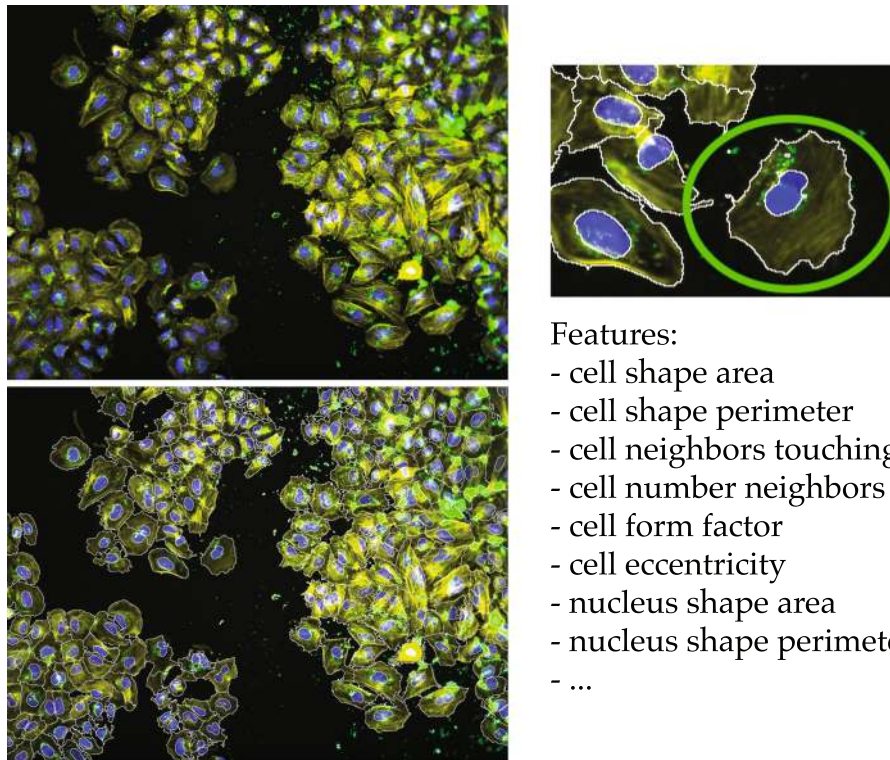 Features:
- cell shape area
- cell shape perimeter
- cell neighbors touching
- cell number neighbors
- cell form factor
- cell eccentricity
- nucleus shape area
- nucleus shape perimete
- ...